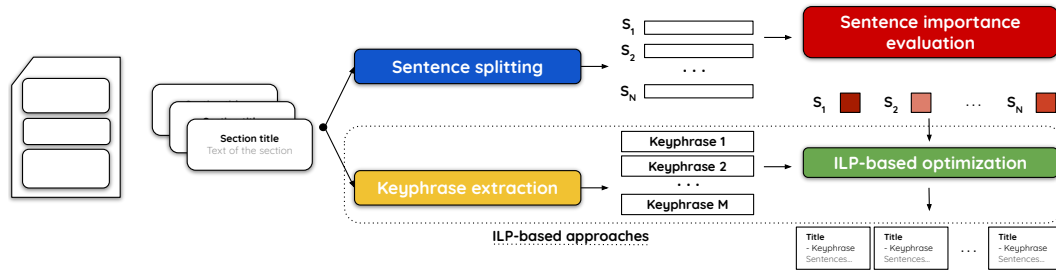 Sentence splitting
S1
S2
. . .
SN
Sentence importance
evaluation
S1 S2 ... SN
Section title
Text of the section
Keyphrase extraction
Keyphrase 1
Keyphrase 2
. . .
Keyphrase M
ILP-based optimization
ILP-based approaches
Title
- Keyphrase
Sentences...
Title
- Keyphrase
Sentences...
...
Title
- Keyphrase
Sentences...